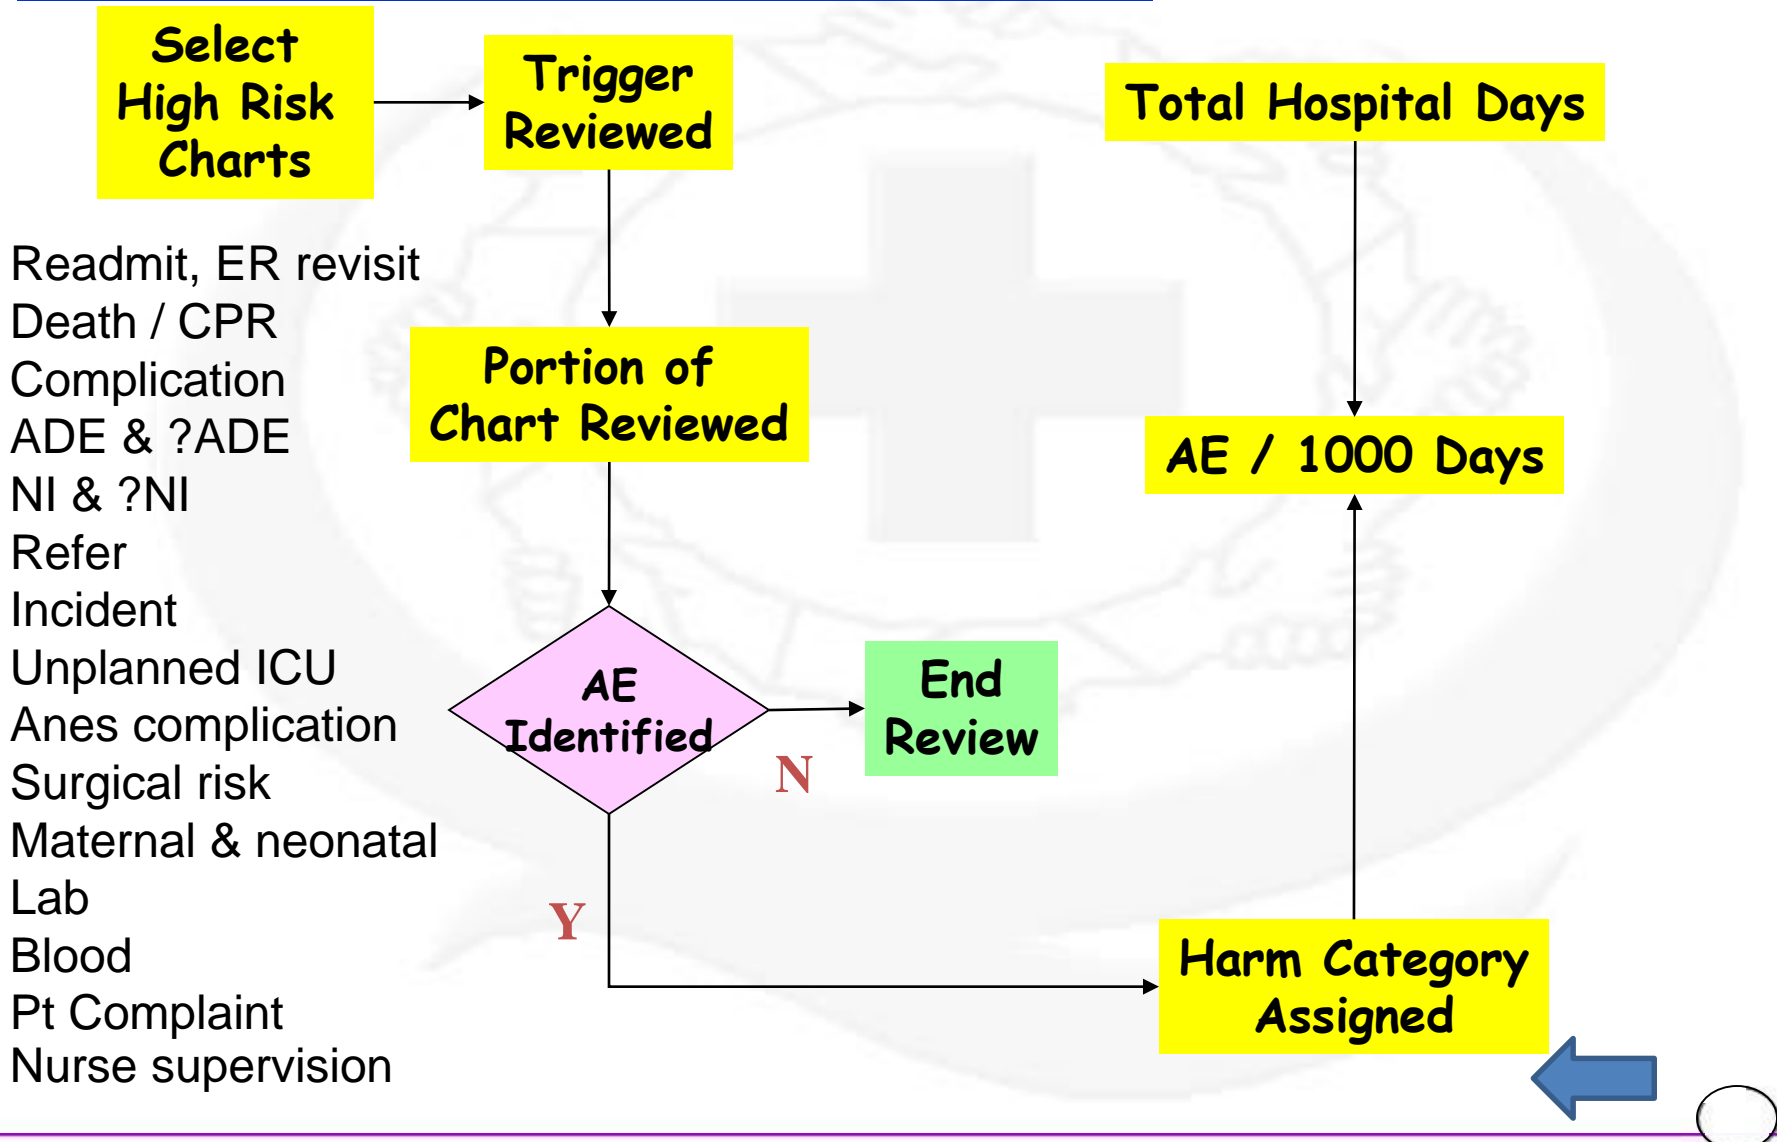 Select
High Risk
Charts
Trigger
Reviewed
Total Hospital Days
Readmit, ER revisit
Death / CPR
Complication
ADE & ?ADE
NI & ?NI
Refer
Incident
Unplanned ICU
Anes complication
Surgical risk
Maternal & neonatal
Lab
Blood
Pt Complaint
Nurse supervision
Portion of
Chart Reviewed
AE / 1000 Days
AE
Identified
N
End
Review
Y
Harm Category
Assigned